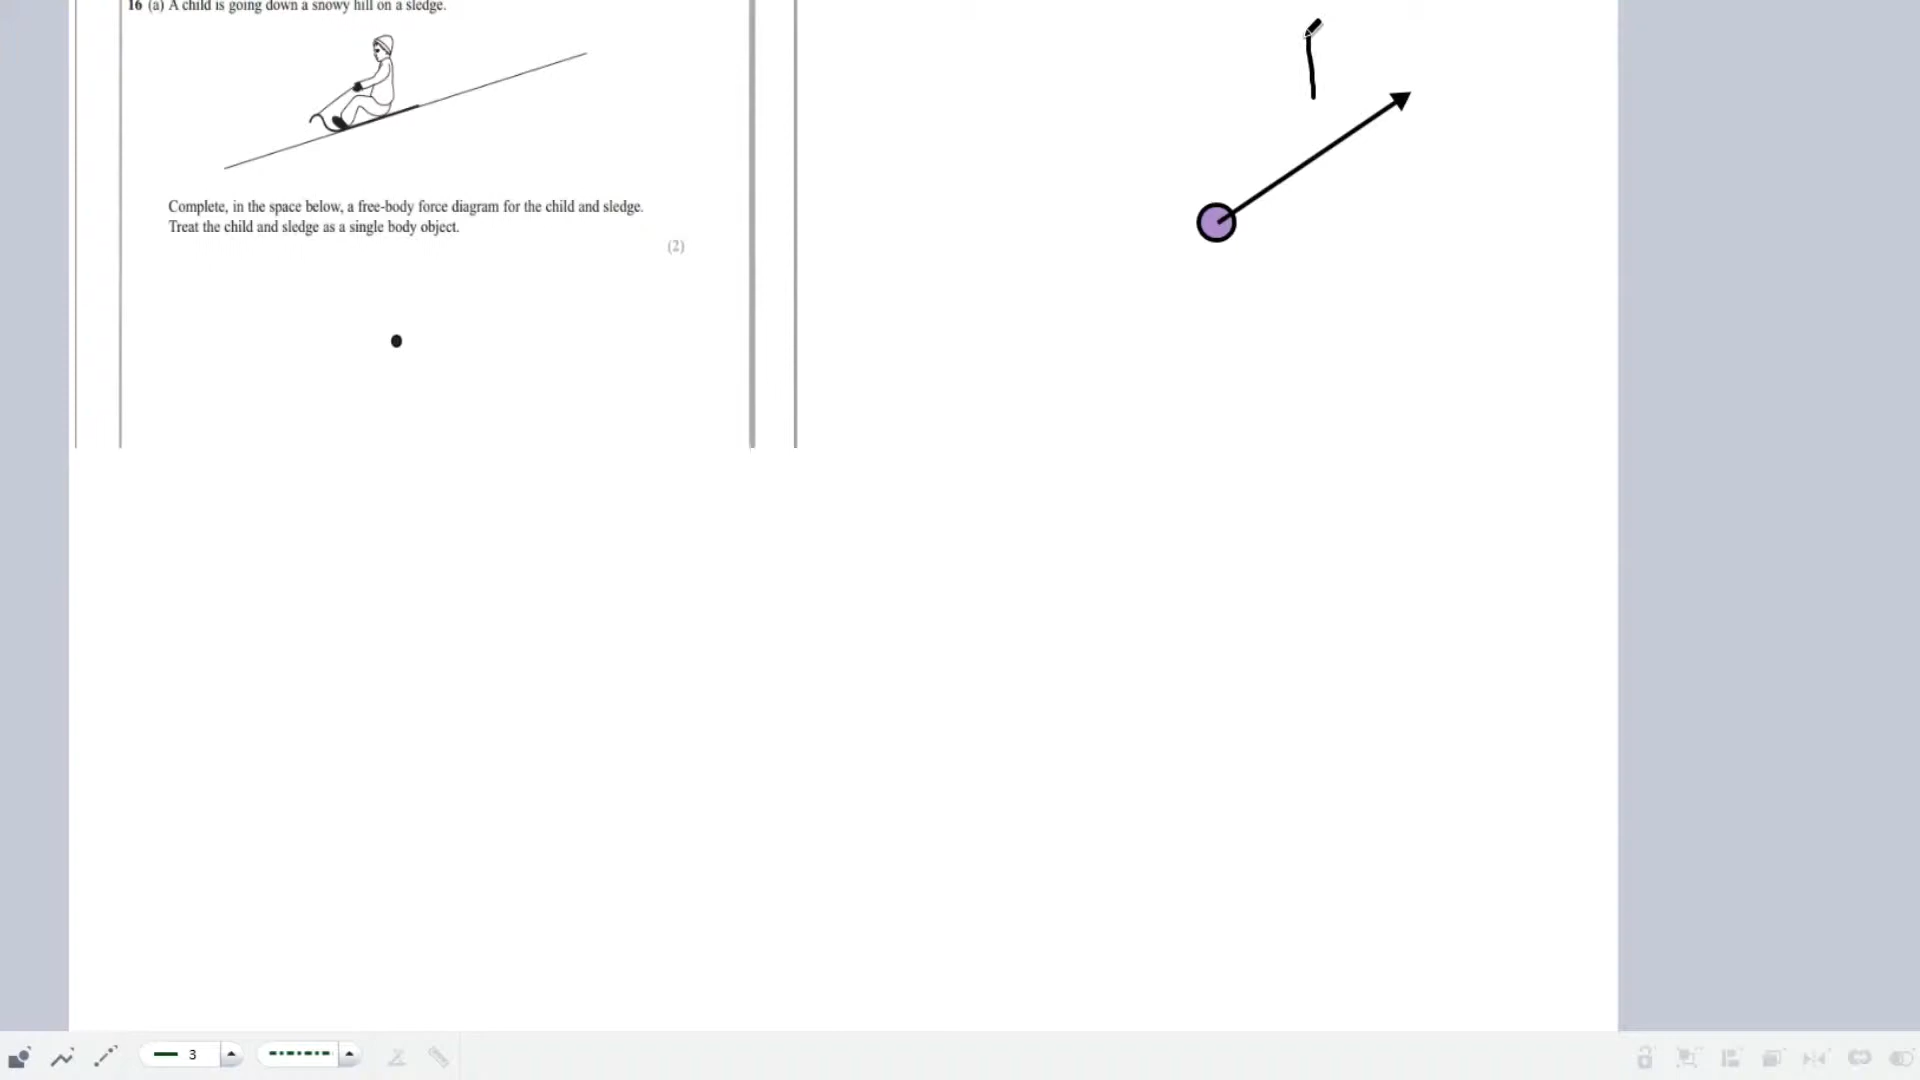 16 (a) A child is going down a snowy hill on a sledge.
Complete, in the space below, a free-body force diagram for the child and sledge.
Treat the child and sledge as a single body object.
(2)
3